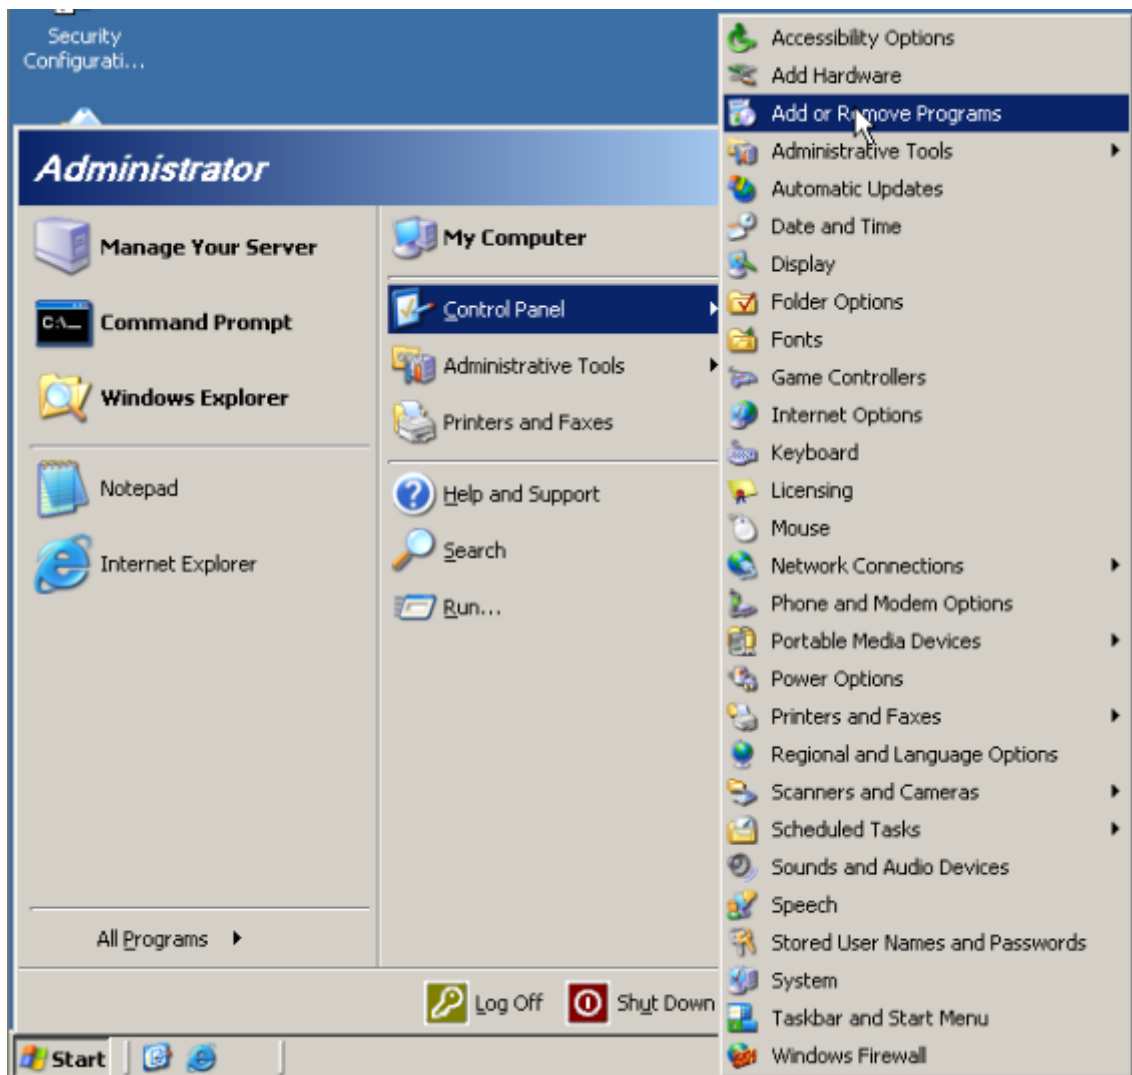 Security
Configurati...
Administrator
Manage Your Server
Command Prompt
Windows Explorer
Notepad
Internet Explorer
All Programs
My Computer
Control Panel
Administrative Tools
Printers and Faxes
Help and Support
Search
Run...
Log Off
Shut Down
Start
Accessibility Options
Add Hardware
Add or Remove Programs
Administrative Tools
Automatic Updates
Date and Time
Display
Folder Options
Fonts
Game Controllers
Internet Options
Keyboard
Licensing
Mouse
Network Connections
Phone and Modem Options
Portable Media Devices
Power Options
Printers and Faxes
Regional and Language Options
Scanners and Cameras
Scheduled Tasks
Sounds and Audio Devices
Speech
Stored User Names and Passwords
System
Taskbar and Start Menu
Windows Firewall